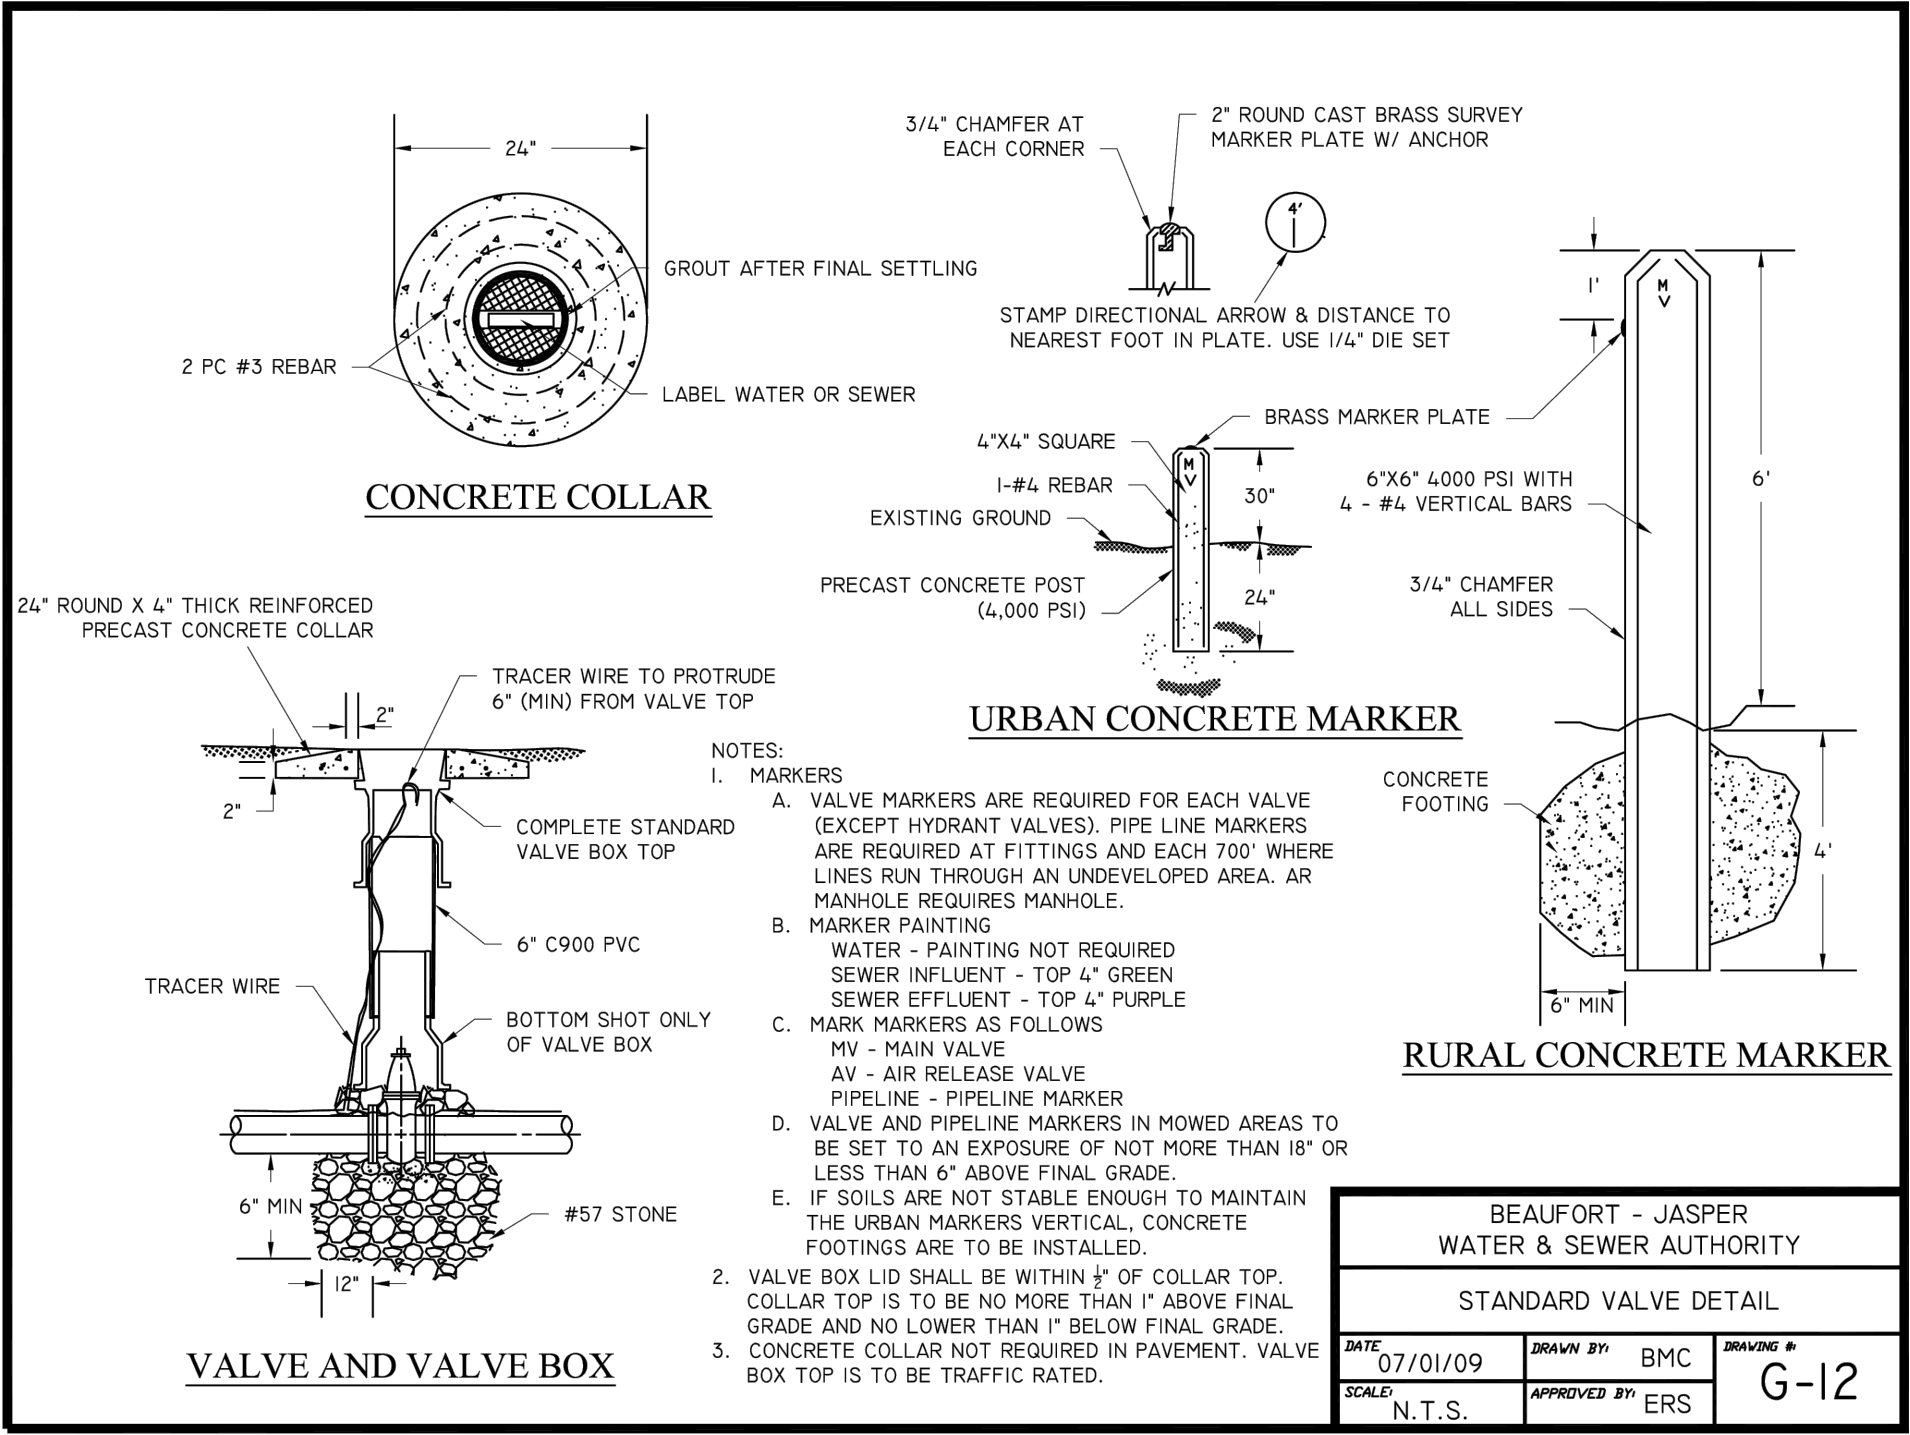 24"
GROUT AFTER FINAL SETTLING
2 PC #3 REBAR
LABEL WATER OR SEWER
CONCRETE COLLAR
3/4" CHAMFER AT
EACH CORNER
2" ROUND CAST BRASS SURVEY
MARKER PLATE W/ ANCHOR
4'
STAMP DIRECTIONAL ARROW & DISTANCE TO
NEAREST FOOT IN PLATE. USE 1/4" DIE SET
BRASS MARKER PLATE
4"X4" SQUARE
1-#4 REBAR
EXISTING GROUND
PRECAST CONCRETE POST
(4,000 PSI)
M
V
30"
24"
URBAN CONCRETE MARKER
1'
M
V
6'
6"X6" 4000 PSI WITH
4 - #4 VERTICAL BARS
3/4" CHAMFER
ALL SIDES
CONCRETE
FOOTING
4'
6" MIN
RURAL CONCRETE MARKER
24" ROUND X 4" THICK REINFORCED
PRECAST CONCRETE COLLAR
TRACER WIRE TO PROTRUDE
6" (MIN) FROM VALVE TOP
2"
2"
COMPLETE STANDARD
VALVE BOX TOP
6" C900 PVC
TRACER WIRE
BOTTOM SHOT ONLY
OF VALVE BOX
6" MIN
#57 STONE
12"
VALVE AND VALVE BOX
NOTES:
1. MARKERS
A. VALVE MARKERS ARE REQUIRED FOR EACH VALVE
(EXCEPT HYDRANT VALVES). PIPE LINE MARKERS
ARE REQUIRED AT FITTINGS AND EACH 700' WHERE
LINES RUN THROUGH AN UNDEVELOPED AREA. AR
MANHOLE REQUIRES MANHOLE.
B. MARKER PAINTING
WATER - PAINTING NOT REQUIRED
SEWER INFLUENT - TOP 4" GREEN
SEWER EFFLUENT - TOP 4" PURPLE
C. MARK MARKERS AS FOLLOWS
MV - MAIN VALVE
AV - AIR RELEASE VALVE
PIPELINE - PIPELINE MARKER
D. VALVE AND PIPELINE MARKERS IN MOWED AREAS TO
BE SET TO AN EXPOSURE OF NOT MORE THAN 18" OR
LESS THAN 6" ABOVE FINAL GRADE.
E. IF SOILS ARE NOT STABLE ENOUGH TO MAINTAIN
THE URBAN MARKERS VERTICAL, CONCRETE
FOOTINGS ARE TO BE INSTALLED.
2. VALVE BOX LID SHALL BE WITHIN ½" OF COLLAR TOP.
COLLAR TOP IS TO BE NO MORE THAN 1" ABOVE FINAL
GRADE AND NO LOWER THAN 1" BELOW FINAL GRADE.
3. CONCRETE COLLAR NOT REQUIRED IN PAVEMENT. VALVE
BOX TOP IS TO BE TRAFFIC RATED.
BEAUFORT - JASPER
WATER & SEWER AUTHORITY
STANDARD VALVE DETAIL
DATE 07/01/09
DRAWN BY: BMC
DRAWING #: G-12
SCALE: N.T.S.
APPROVED BY: ERS